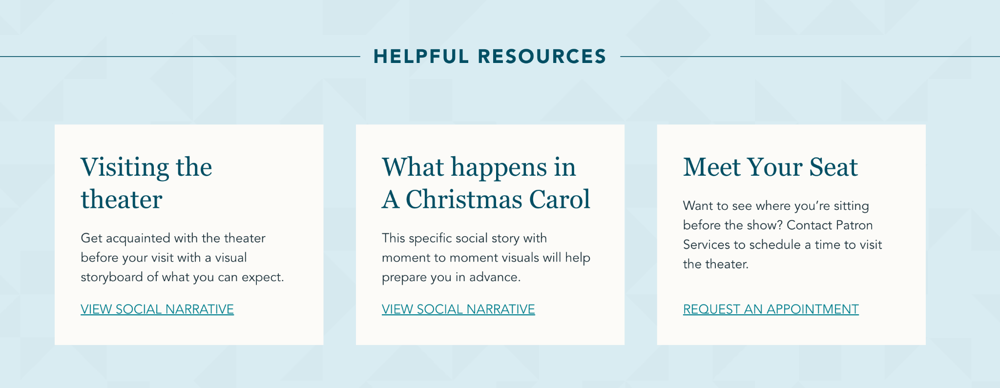 HELPFUL RESOURCES
Visiting the
theater
Get acquainted with the theater
before your visit with a visual
storyboard of what you can expect.
VIEW SOCIAL NARRATIVE
What happens in
A Christmas Carol
This specific social story with
moment to moment visuals will help
prepare you in advance.
VIEW SOCIAL NARRATIVE
Meet Your Seat
Want to see where you’re sitting
before the show? Contact Patron
Services to schedule a time to visit
the theater.
REQUEST AN APPOINTMENT